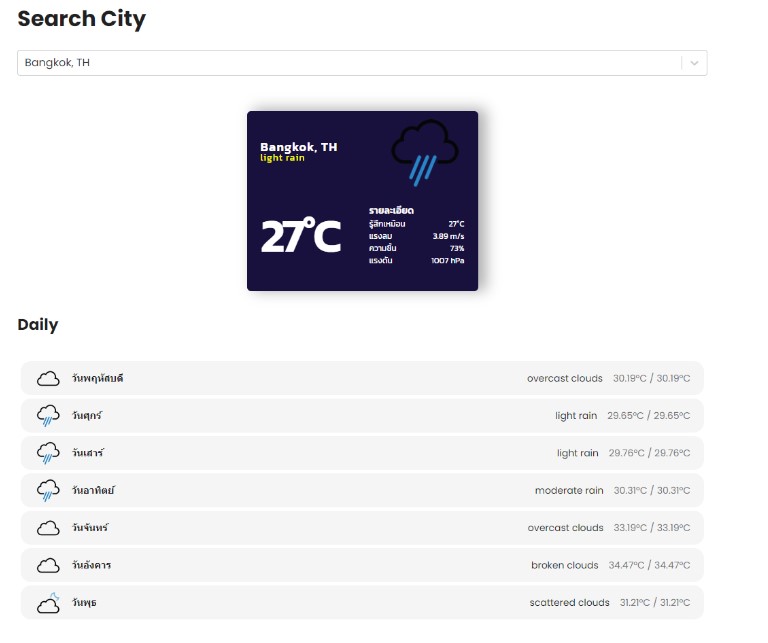 Search City
Bangkok, TH
Bangkok, TH
light rain
27°C
รายละเอียด
รู้สึกเหมือน 27°C
แรงลม 3.89 m/s
ความชื้น 73%
แรงดัน 1007 hPa
Daily
วันพฤหัสบดี overcast clouds 30.19°C / 30.19°C
วันศุกร์ light rain 29.65°C / 29.65°C
วันเสาร์ light rain 29.76°C / 29.76°C
วันอาทิตย์ moderate rain 30.31°C / 30.31°C
วันจันทร์ overcast clouds 33.19°C / 33.19°C
วันอังคาร broken clouds 34.47°C / 34.47°C
วันพุธ scattered clouds 31.21°C / 31.21°C